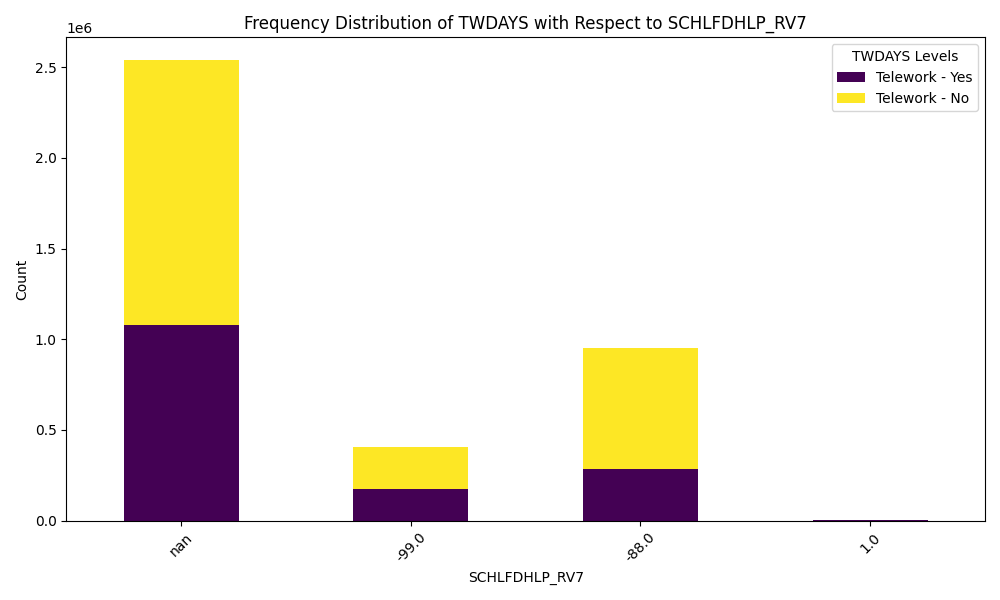 Frequency Distribution of TWDAYS with Respect to SCHLFDHLP_RV7
1e6
2.5
2.0
1.5
1.0
0.5
0.0
Count
TWDAYS Levels
Telework - Yes
Telework - No
nan
-99.0
-88.0
1.0
SCHLFDHLP_RV7